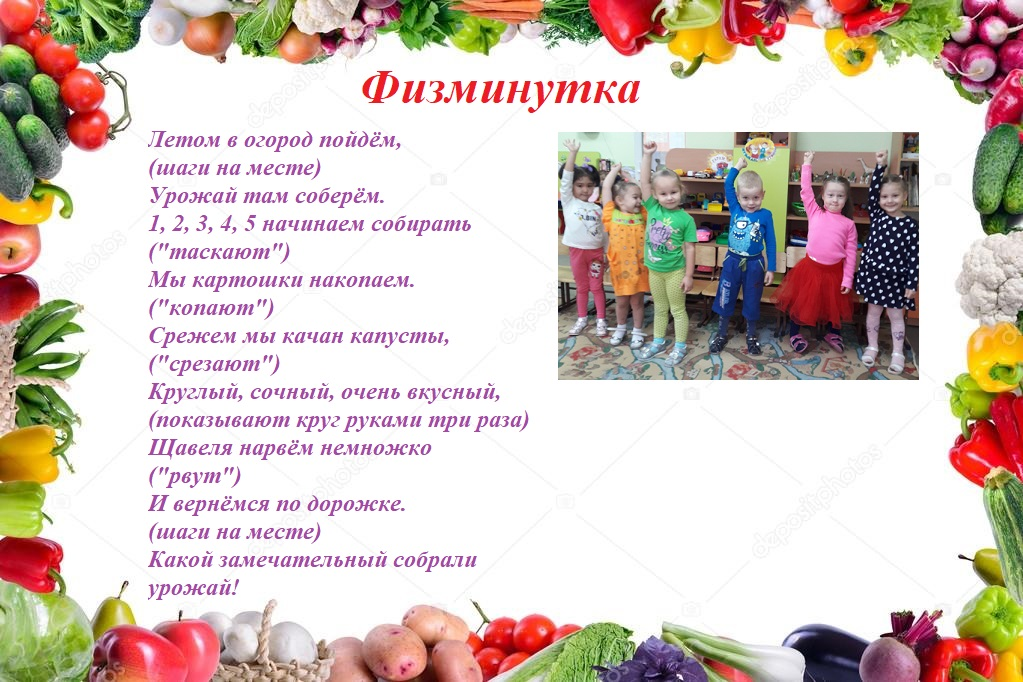 Физминутка
Летом в огород пойдём,
(шаги на месте)
Урожай там соберём.
1, 2, 3, 4, 5 начинаем собирать
("таскают")
Мы картошки накопаем.
("копают")
Срежем мы качан капусты,
("срезают")
Круглый, сочный, очень вкусный,
(показывают круг руками три раза)
Щавеля нарвём немножко
("рвут")
И вернёмся по дорожке.
(шаги на месте)
Какой замечательный собрали
урожай!
depositphotos